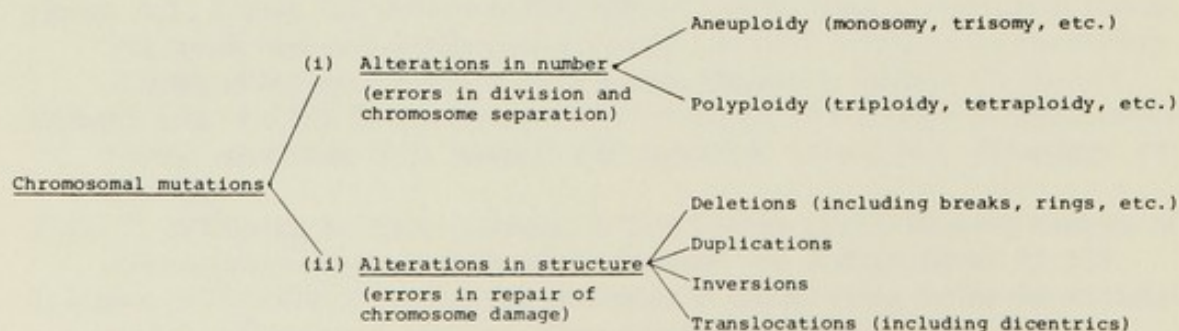 Aneuploidy (monosomy, trisomy, etc.)
(i) Alterations in number
(errors in division and
chromosome separation)
Polyploidy (triploidy, tetraploidy, etc.)
Chromosomal mutations
Deletions (including breaks, rings, etc.)
Duplications
(ii) Alterations in structure
Inversions
(errors in repair of
chromosome damage)
Translocations (including dicentrics)